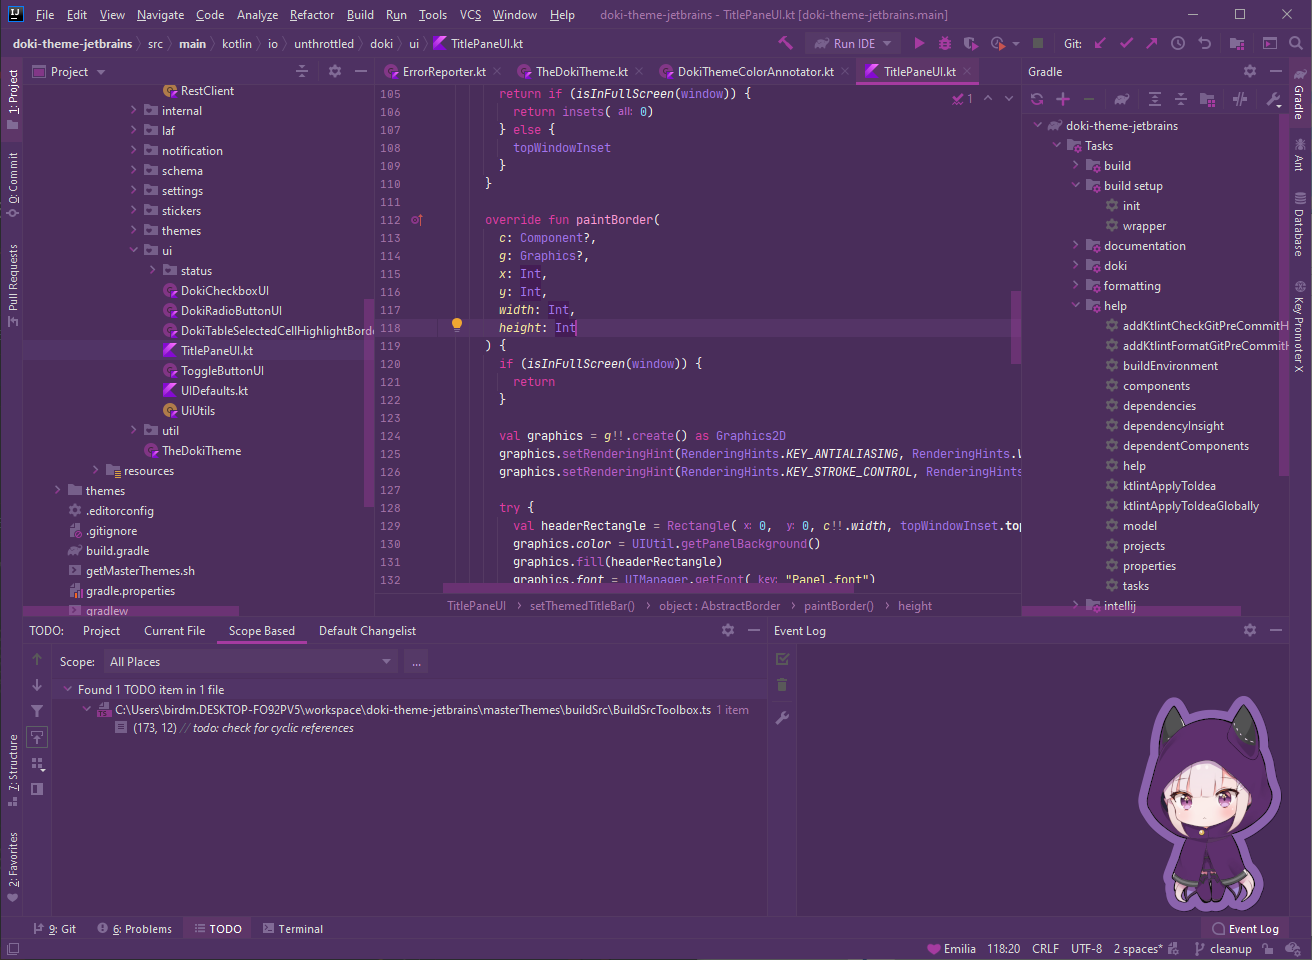 File Edit View Navigate Code Analyze Refactor Build Run Tools VCS Window Help doki-theme-jetbrains - TitlePaneUI.kt [doki-theme-jetbrains.main]
doki-theme-jetbrains src main kotlin io unthrottled doki ui TitlePaneUI.kt Run IDE Git:
1: Project
0: Commit
Pull Requests
7: Structure
2: Favorites
Project
RestClient
internal
laf
notification
schema
settings
stickers
themes
ui
status
DokiCheckboxUI
DokiRadioButtonUI
DokiTableSelectedCellHighlightBorde
TitlePaneUI.kt
ToggleButtonUI
UIDefaults.kt
UiUtils
util
TheDokiTheme
resources
themes
.editorconfig
.gitignore
build.gradle
getMasterThemes.sh
gradle.properties
gradlew
ErrorReporter.kt TheDokiTheme.kt DokiThemeColorAnnotator.kt TitlePaneUI.kt
1
105 return if (isInFullScreen(window)) {
106 return insets( all: 0)
107 } else {
108 topWindowInset
109 }
110 }
111
112 override fun paintBorder(
113 c: Component?,
114 g: Graphics?,
115 x: Int,
116 y: Int,
117 width: Int,
118 height: Int
119 ) {
120 if (isInFullScreen(window)) {
121 return
122 }
123
124 val graphics = g!!.create() as Graphics2D
125 graphics.setRenderingHint(RenderingHints.KEY_ANTIALIASING, RenderingHints.V
126 graphics.setRenderingHint(RenderingHints.KEY_STROKE_CONTROL, RenderingHints
127
128 try {
129 val headerRectangle = Rectangle( x: 0, y: 0, c!!.width, topWindowInset.top
130 graphics.color = UIUtil.getPanelBackground()
131 graphics.fill(headerRectangle)
132 graphics.font = UIManager.getFont( key: "Panel.font")
TitlePaneUI setThemedTitleBar() object : AbstractBorder paintBorder() height
Gradle
doki-theme-jetbrains
Tasks
build
build setup
init
wrapper
documentation
doki
formatting
help
addKtlintCheckGitPreCommitH
addKtlintFormatGitPreCommitH
buildEnvironment
components
dependencies
dependencyInsight
dependentComponents
help
ktlintApplyToIdea
ktlintApplyToIdeaGlobally
model
projects
properties
tasks
intellij
Gradle
Ant
Database
Key Promoter X
TODO: Project Current File Scope Based Default Changelist
Scope: All Places ...
Found 1 TODO item in 1 file
C:\Users\birdm.DESKTOP-FO92PV5\workspace\doki-theme-jetbrains\masterThemes\buildSrc\BuildSrcToolbox.ts 1 item
(173, 12) // todo: check for cyclic references
Event Log
9: Git 6: Problems TODO Terminal Event Log
Emilia 118:20 CRLF UTF-8 2 spaces* cleanup